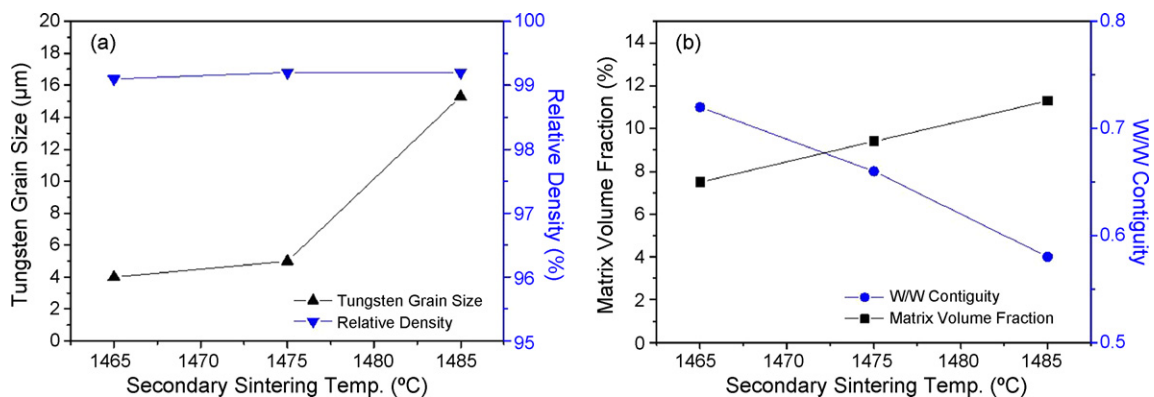 (a)
Tungsten Grain Size (µm)
20
18
16
14
12
10
8
6
4
2
0
100
99
98
97
96
95
Relative Density (%)
Tungsten Grain Size
Relative Density
1465 1470 1475 1480 1485
Secondary Sintering Temp. (ºC)
(b)
Matrix Volume Fraction (%)
14
12
10
8
6
4
2
0
0.8
0.7
0.6
0.5
W/W Contiguity
W/W Contiguity
Matrix Volume Fraction
1465 1470 1475 1480 1485
Secondary Sintering Temp. (ºC)